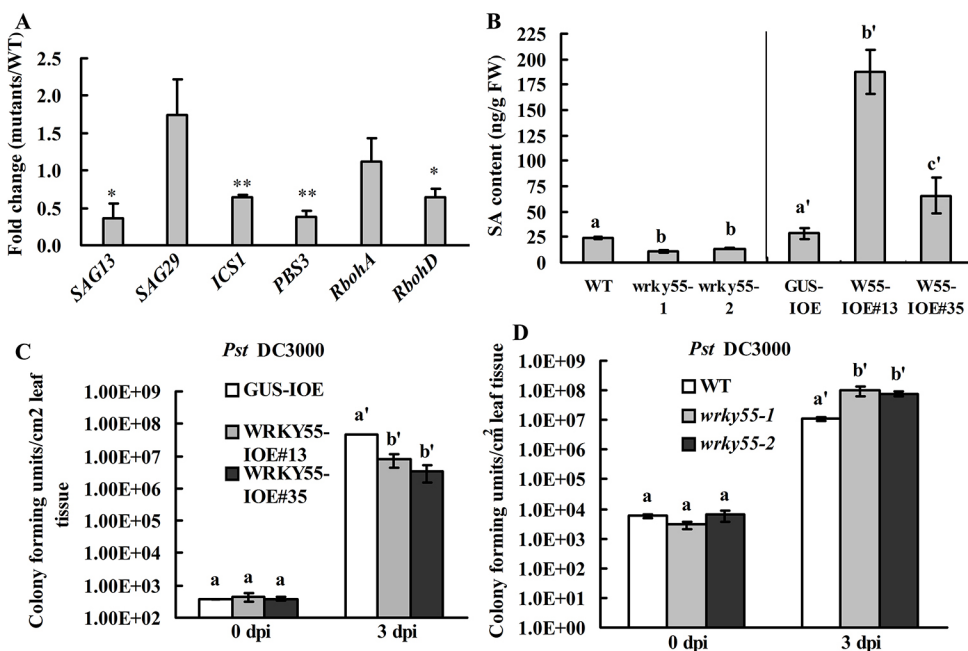 A
Fold change (mutants/WT)
2.5
2.0
1.5
1.0
0.5
0.0
*
**
**
*
SAG13
SAG29
ICS1
PBS3
RbohA
RbohD
B
SA content (ng/g FW)
225
200
175
150
125
100
75
50
25
0
a
b
b
a'
b'
c'
WT
wrky55-1
wrky55-2
GUS-IOE
W55-IOE#13
W55-IOE#35
C
Pst DC3000
Colony forming units/cm2 leaf tissue
1.00E+09
1.00E+08
1.00E+07
1.00E+06
1.00E+05
1.00E+04
1.00E+03
1.00E+02
GUS-IOE
WRKY55-IOE#13
WRKY55-IOE#35
a
a
a
a'
b'
b'
0 dpi
3 dpi
D
Pst DC3000
Colony forming units/cm² leaf tissue
1.0E+09
1.0E+08
1.0E+07
1.0E+06
1.0E+05
1.0E+04
1.0E+03
1.0E+02
1.0E+01
1.0E+00
WT
wrky55-1
wrky55-2
a
a
a
a'
b'
b'
0 dpi
3 dpi